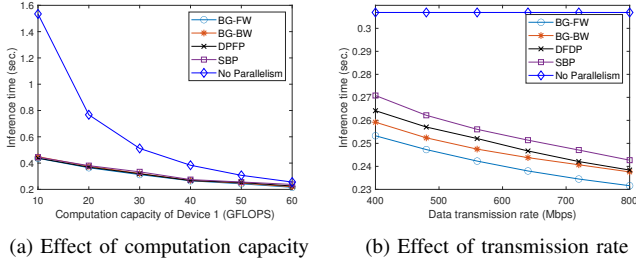 1.6
1.4
1.2
1
0.8
0.6
0.4
0.2
Inference time (sec.)
BG-FW
BG-BW
DPFP
SBP
No Parallelism
10 20 30 40 50 60
Computation capacity of Device 1 (GFLOPS)
(a) Effect of computation capacity
0.3
0.29
0.28
0.27
0.26
0.25
0.24
0.23
Inference time (sec.)
BG-FW
BG-BW
DFDP
SBP
No Parallelism
400 500 600 700 800
Data transmission rate (Mbps)
(b) Effect of transmission rate